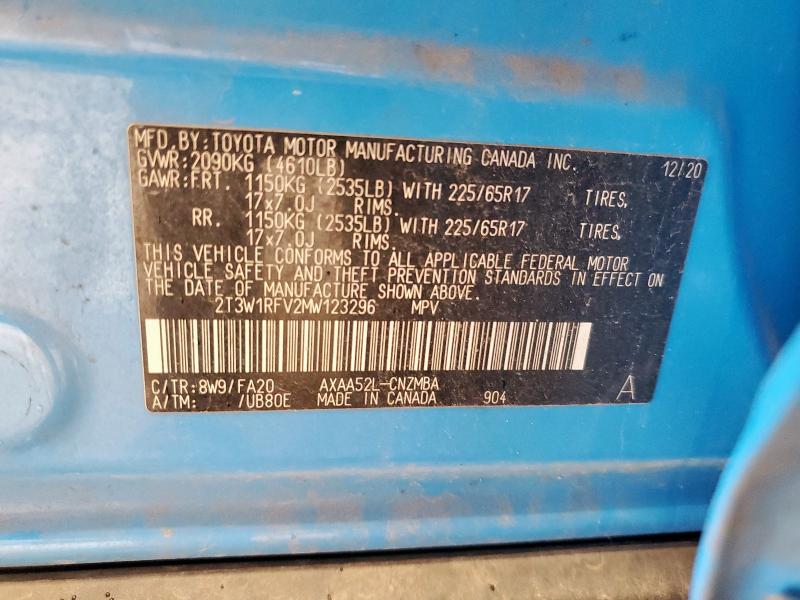 MFD. BY: TOYOTA MOTOR MANUFACTURING CANADA INC. 12/20
GVWR: 2090KG (4610LB)
GAWR: FRT. 1150KG (2535LB) WITH 225/65R17 TIRES,
17x7.0J RIMS.
RR. 1150KG (2535LB) WITH 225/65R17 TIRES,
17x7.0J RIMS.
THIS VEHICLE CONFORMS TO ALL APPLICABLE FEDERAL MOTOR
VEHICLE SAFETY AND THEFT PREVENTION STANDARDS IN EFFECT ON
THE DATE OF MANUFACTURE SHOWN ABOVE.
2T3W1RFV2MW123296 MPV
C/TR: 8W9/FA20 AXAA52L-CNZMBA A
A/TM: /UB80E MADE IN CANADA 904